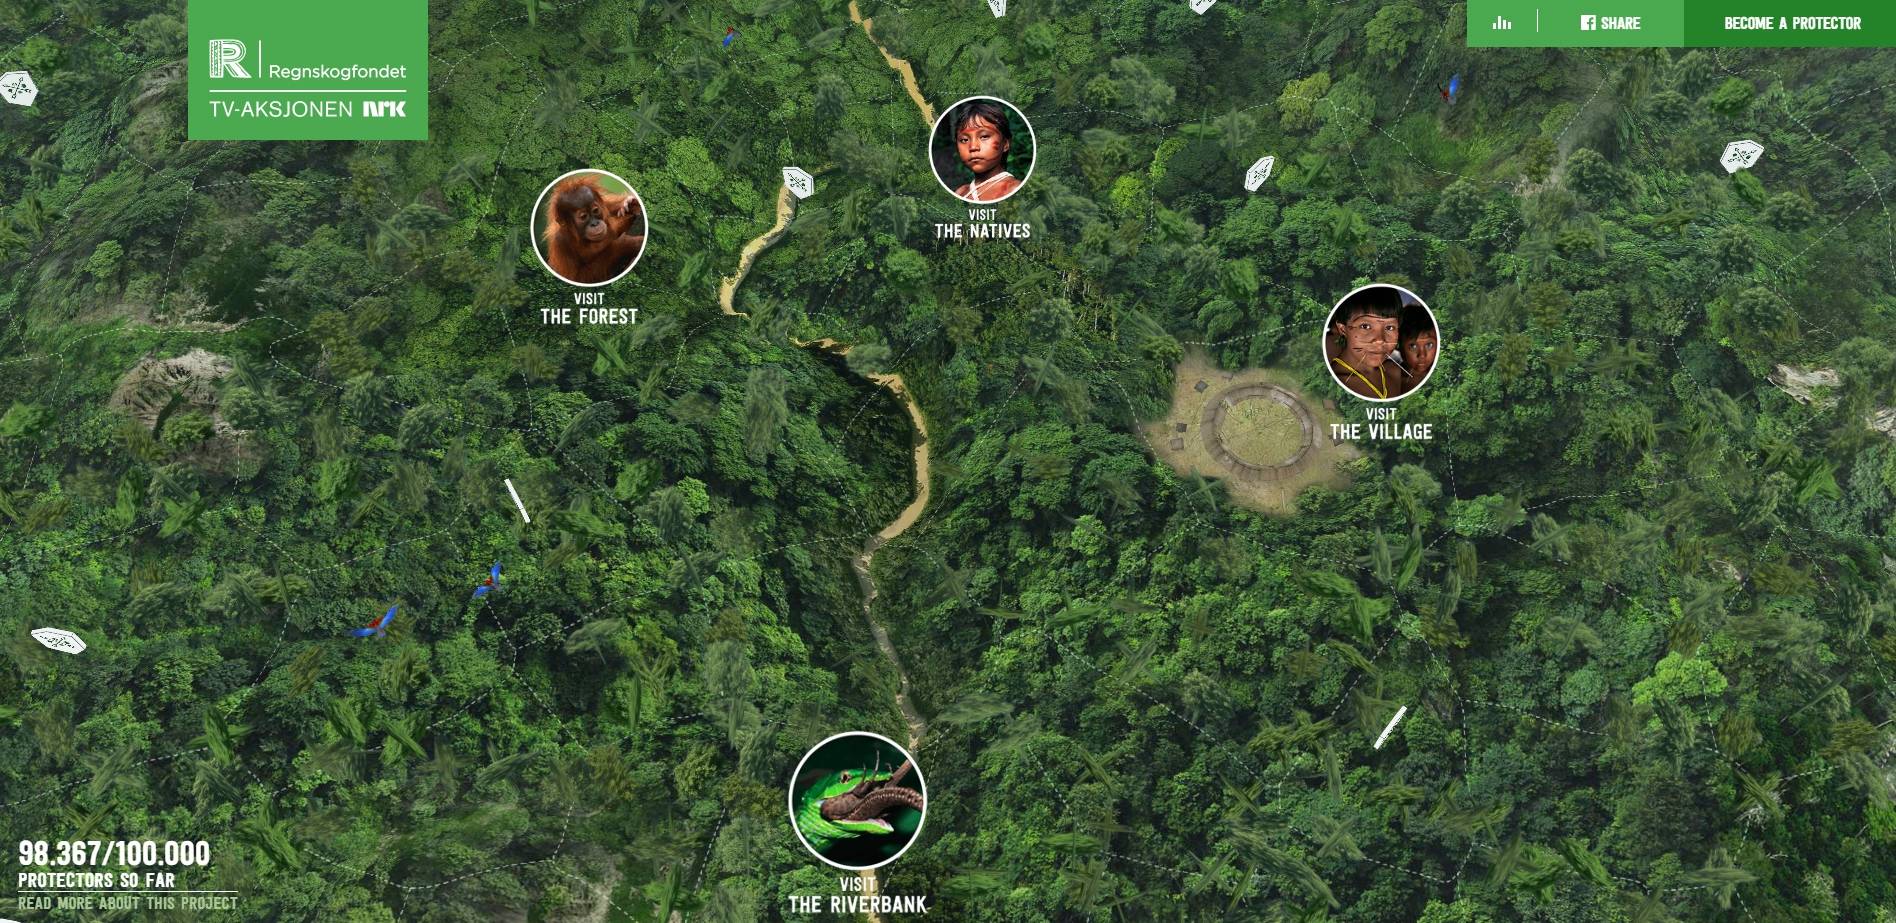 R Regnskogfondet
TV-AKSJONEN NRK
SHARE
BECOME A PROTECTOR
VISIT
THE NATIVES
VISIT
THE FOREST
VISIT
THE VILLAGE
VISIT
THE RIVERBANK
98.367/100.000
PROTECTORS SO FAR
READ MORE ABOUT THIS PROJECT